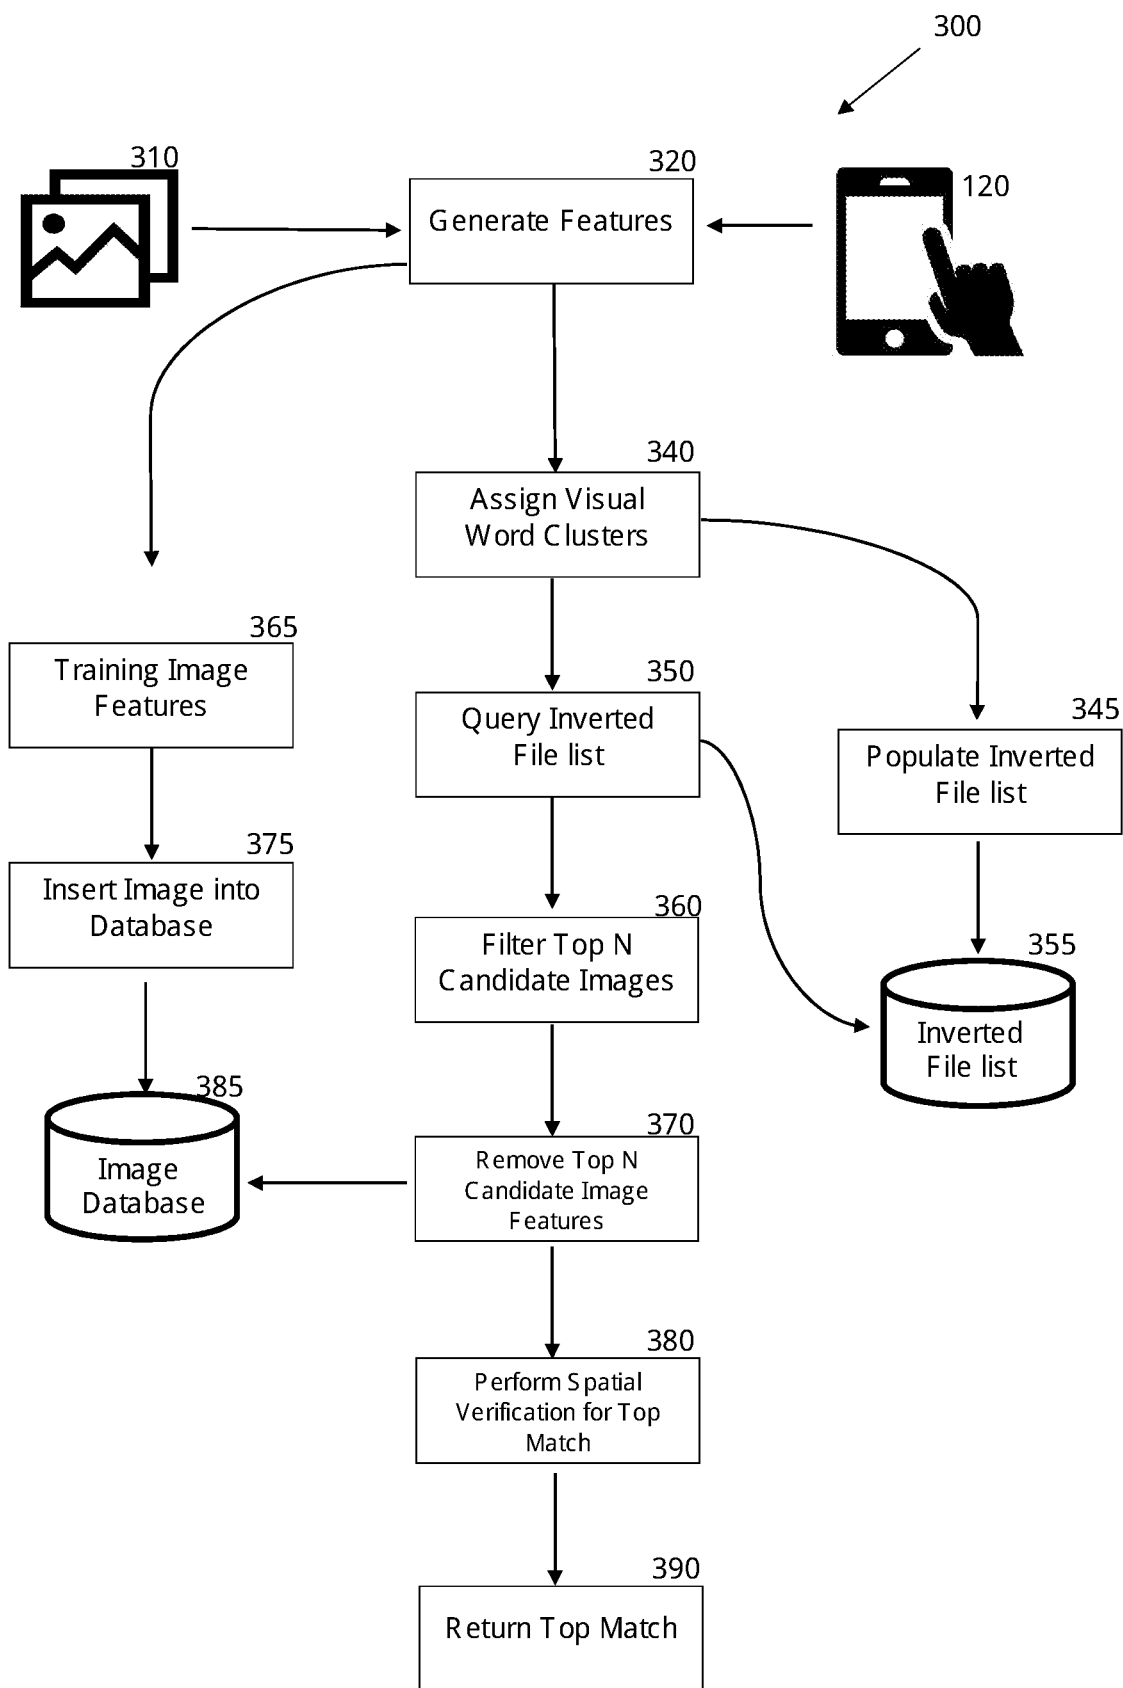 300
310
320
120
Generate Features
340
Assign Visual
Word Clusters
365
Training Image
Features
350
Query Inverted
File list
345
Populate Inverted
File list
375
Insert Image into
Database
360
Filter Top N
Candidate Images
355
Inverted
File list
385
Image
Database
370
Remove Top N
Candidate Image
Features
380
Perform Spatial
Verification for Top
Match
390
Return Top Match